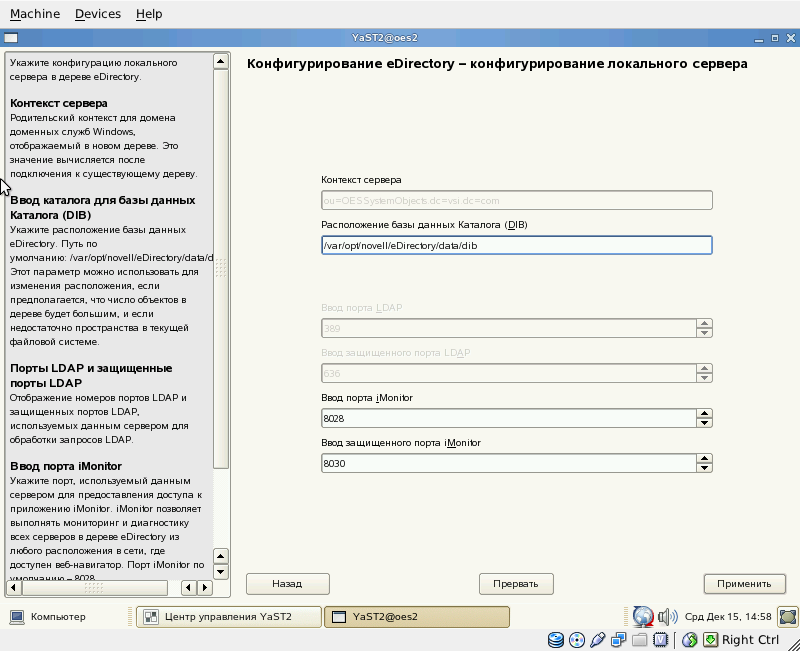 Machine Devices Help
YaST2@oes2
Укажите конфигурацию локального
сервера в дереве eDirectory.
Контекст сервера
Родительский контекст для домена
доменных служб Windows,
отображаемый в новом дереве. Это
значение вычисляется после
подключения к существующему дереву.
Ввод каталога для базы данных
Каталога (DIB)
Укажите расположение базы данных
eDirectory. Путь по
умолчанию: /var/opt/novell/eDirectory/data/d
Этот параметр можно использовать для
изменения расположения, если
предполагается, что число объектов в
дереве будет большим, и если
недостаточно пространства в текущей
файловой системе.
Порты LDAP и защищенные
порты LDAP
Отображение номеров портов LDAP и
защищенных портов LDAP,
используемых данным сервером для
обработки запросов LDAP.
Ввод порта iMonitor
Укажите порт, используемый данным
сервером для предоставления доступа к
приложению iMonitor. iMonitor позволяет
выполнять мониторинг и диагностику
всех серверов в дереве eDirectory из
любого расположения в сети, где
доступен веб-навигатор. Порт iMonitor по
умолчанию – 8028
Конфигурирование eDirectory – конфигурирование локального сервера
Контекст сервера
ou=OESSystemObjects.dc=vsi.dc=com
Расположение базы данных Каталога (DIB)
/var/opt/novell/eDirectory/data/dib
Ввод порта LDAP
389
Ввод защищенного порта LDAP
636
Ввод порта iMonitor
8028
Ввод защищенного порта iMonitor
8030
Назад Прервать Применить
Компьютер Центр управления YaST2 YaST2@oes2 Срд Дек 15, 14:58
Right Ctrl